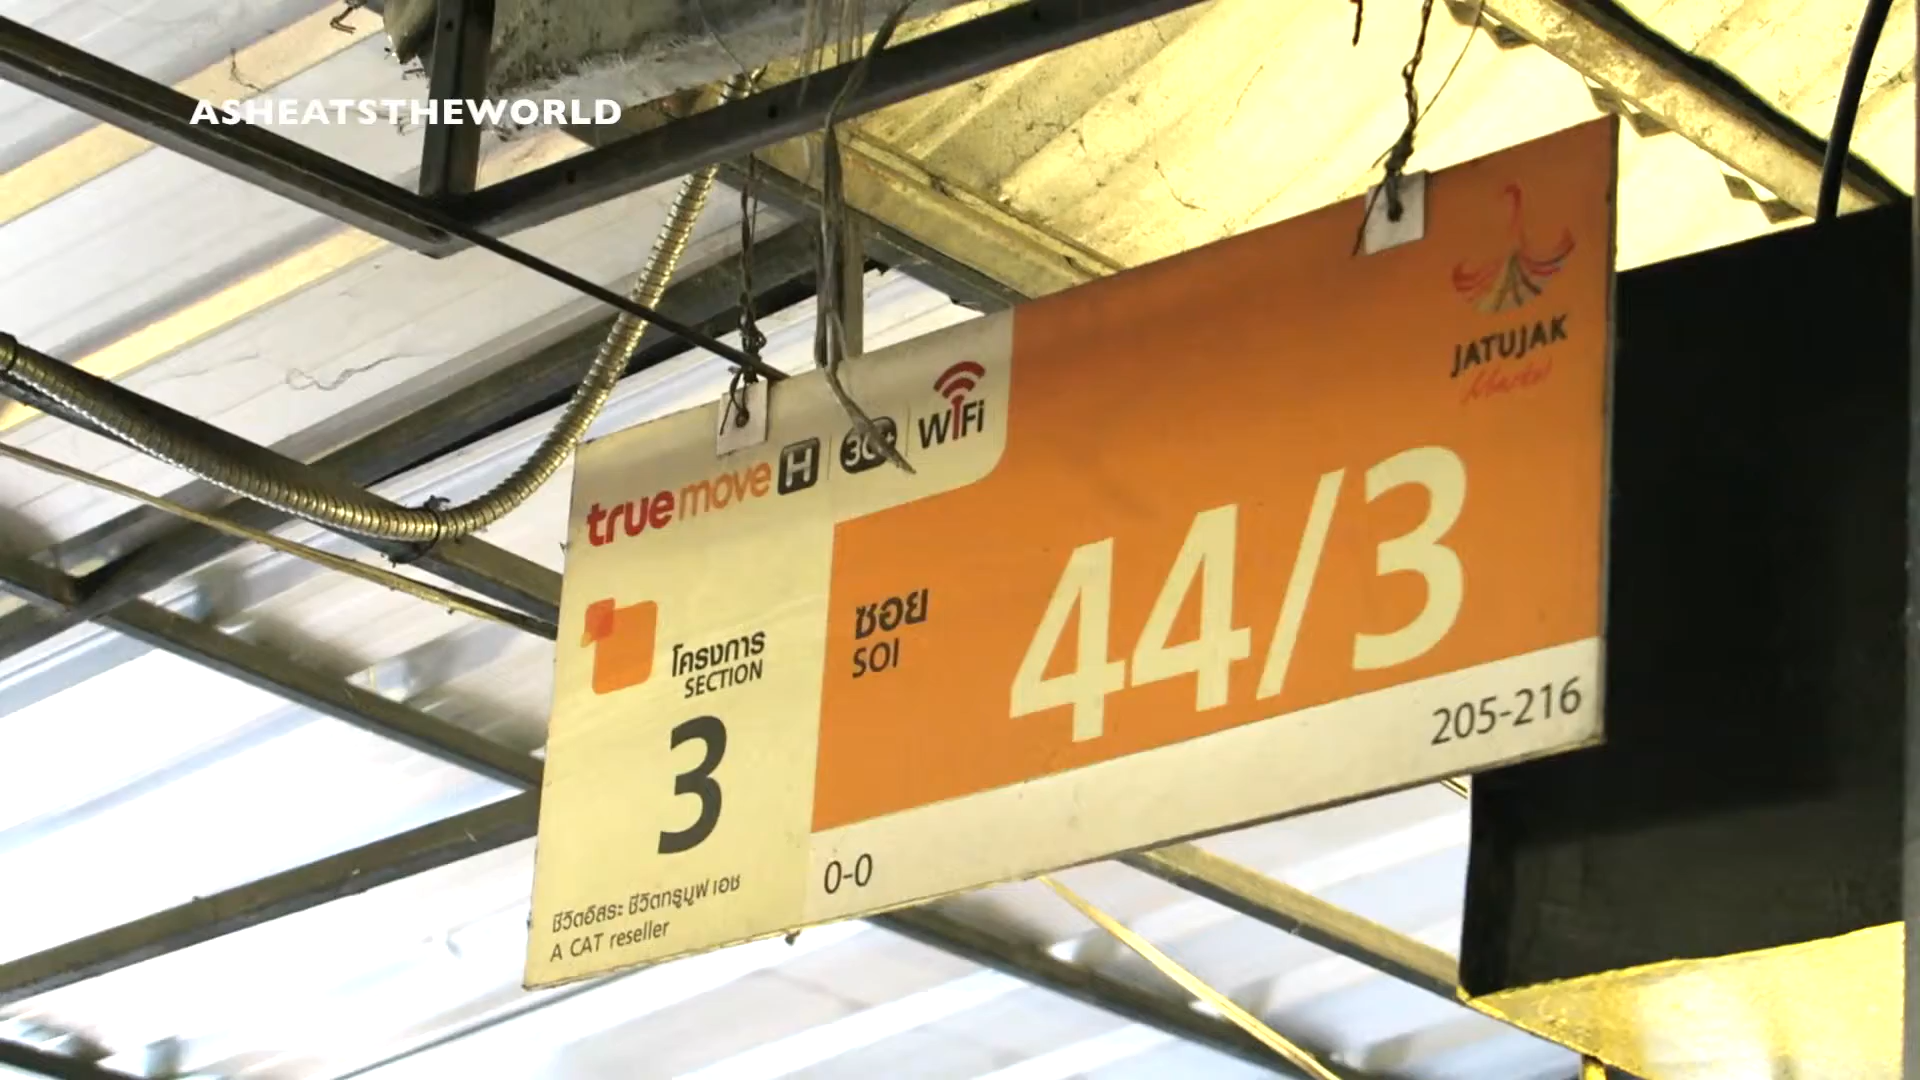 ASHEATSTHEWORLD
truemove H 3G+ WiFi
JATUJAK
Market
โครงการ
SECTION
3
ซอย
SOI
44/3
205-216
0-0
ชีวิตอิสระ ชีวิตทรูมูฟ เอช
A CAT reseller